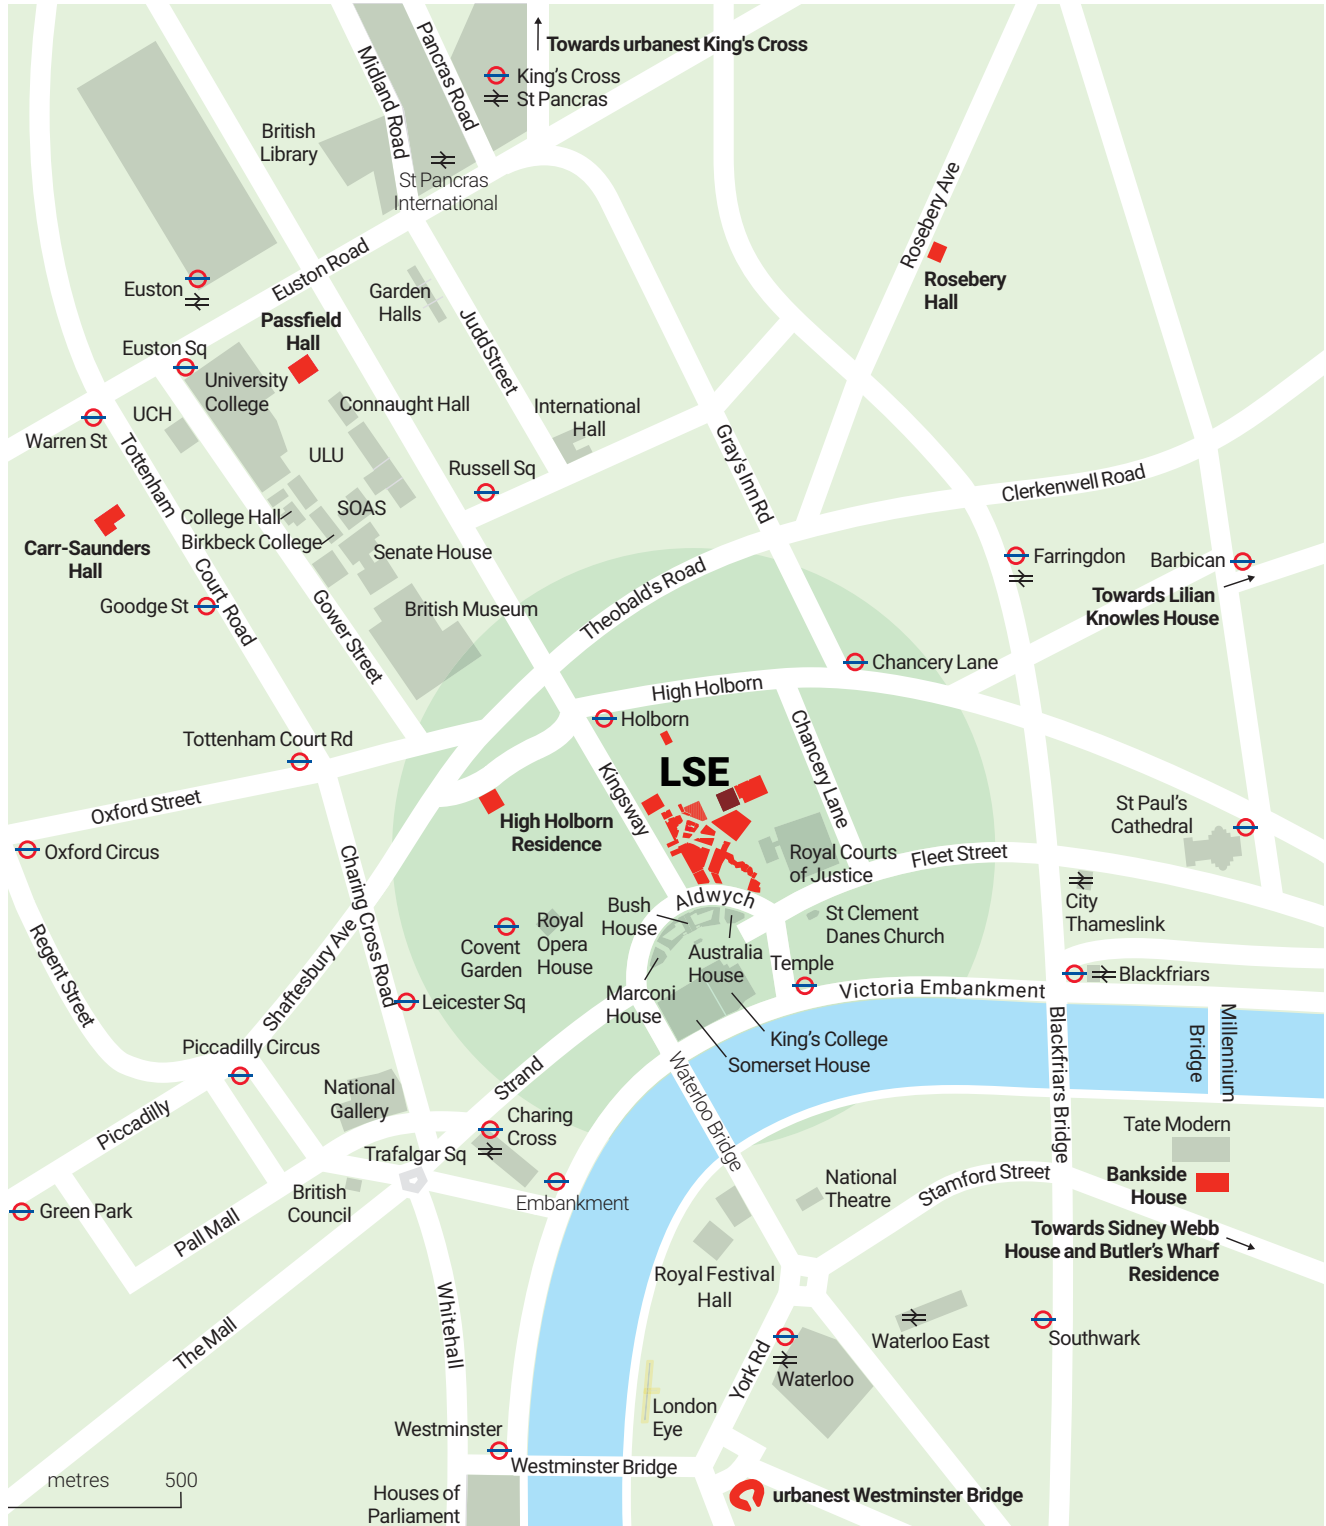 Towards urbanest King's Cross
King's Cross
St Pancras
Pancras Road
Midland Road
British
Library
St Pancras
International
Rosebery Ave
Rosebery
Hall
Euston Road
Euston
Garden
Halls
Passfield
Hall
Judd Street
Euston Sq
University
College
UCH
Connaught Hall
International
Hall
Warren St
Tottenham
Court Road
ULU
Russell Sq
Gray's Inn Rd
Clerkenwell Road
College Hall
SOAS
Birkbeck College
Senate House
Carr-Saunders
Hall
Farringdon
Barbican
Towards Lilian
Knowles House
Goodge St
Gower Street
British Museum
Theobald's Road
Chancery Lane
High Holborn
Holborn
Tottenham Court Rd
Chancery Lane
Kingsway
LSE
Oxford Street
Oxford Circus
High Holborn
Residence
St Paul's
Cathedral
Royal Courts
of Justice
Fleet Street
Charing Cross Road
Aldwych
Bush
House
Royal
Opera
House
Covent
Garden
St Clement
Danes Church
City
Thameslink
Regent Street
Shaftesbury Ave
Australia
House
Temple
Blackfriars
Marconi
House
Victoria Embankment
Leicester Sq
King's College
Somerset House
Piccadilly Circus
Blackfriars Bridge
Millennium
Bridge
National
Gallery
Strand
Waterloo Bridge
Charing
Cross
Piccadilly
Trafalgar Sq
Tate Modern
Bankside
House
British
Council
Embankment
National
Theatre
Stamford Street
Green Park
Pall Mall
Towards Sidney Webb
House and Butler's Wharf
Residence
Royal Festival
Hall
The Mall
Whitehall
Waterloo East
Southwark
York Rd
Waterloo
London
Eye
Westminster
Westminster Bridge
metres 500
Houses of
Parliament
urbanest Westminster Bridge